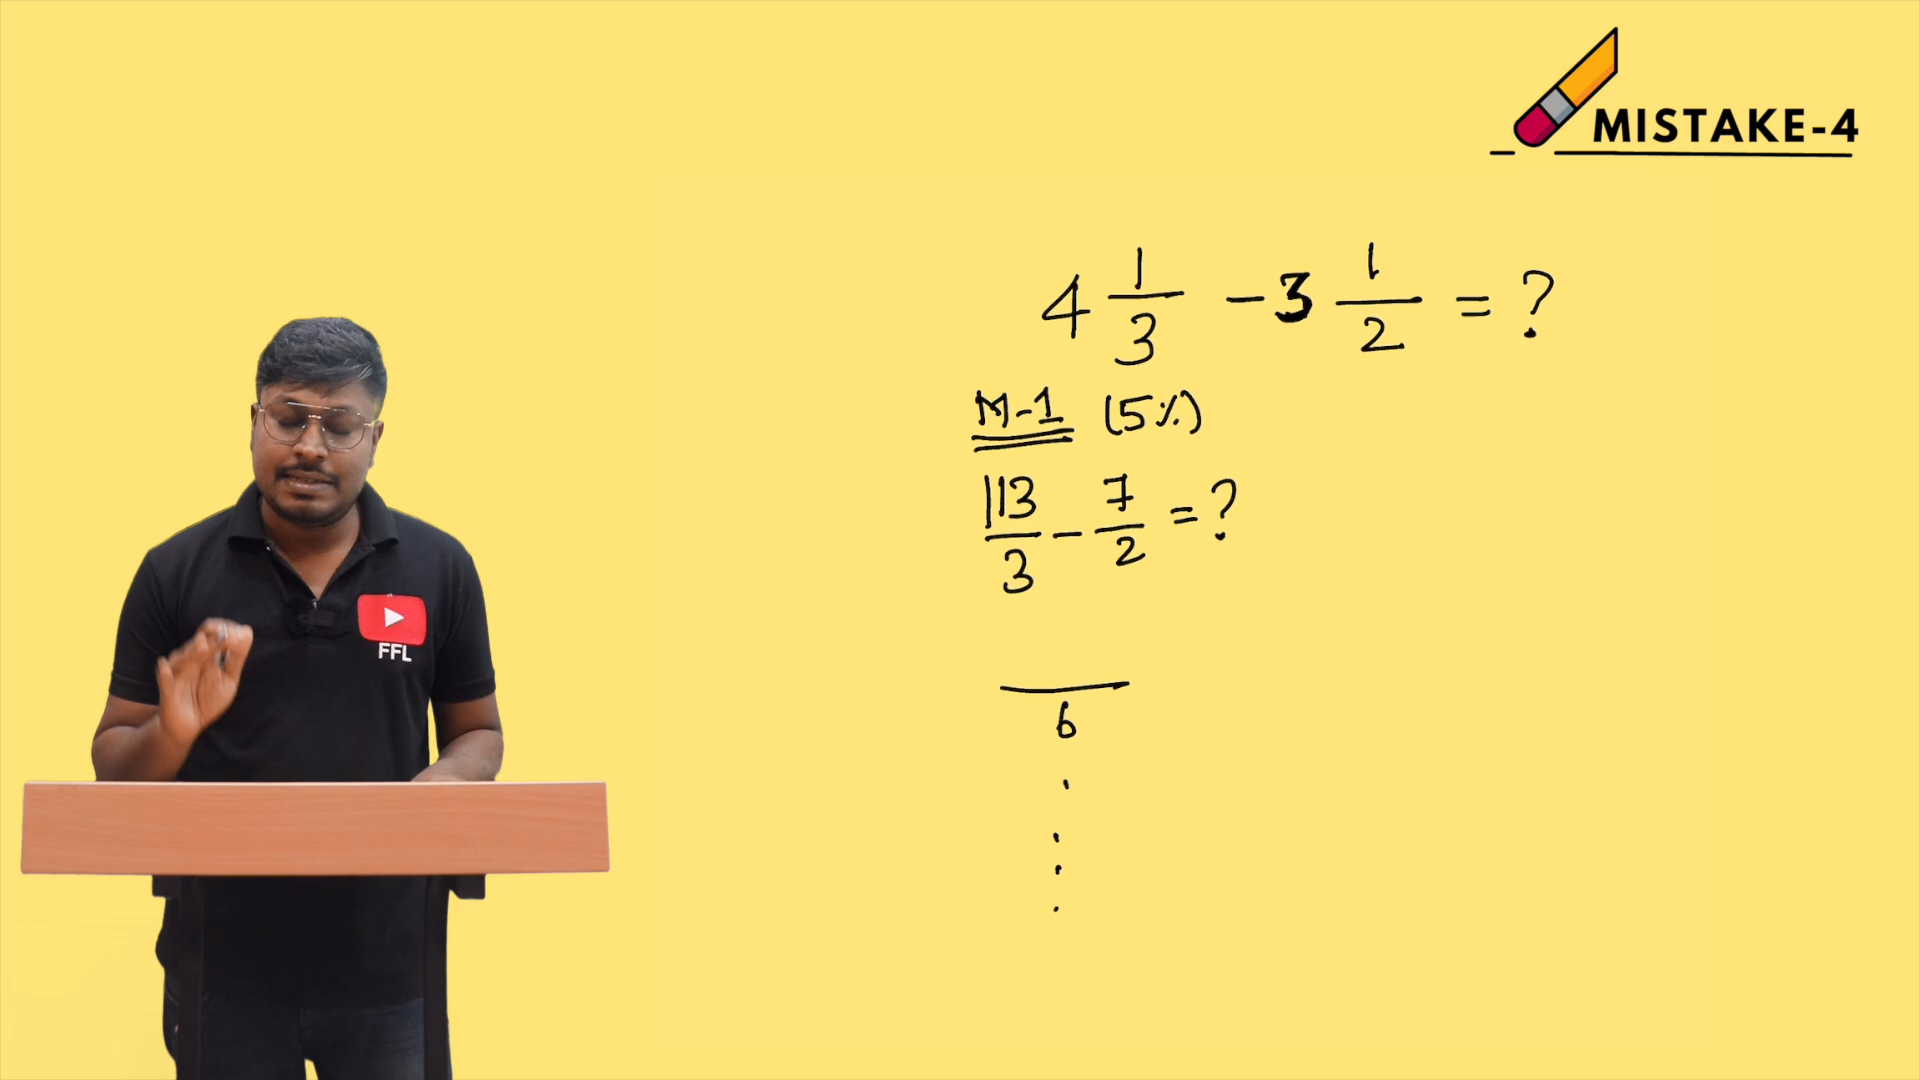 MISTAKE-4
4 1/3 - 3 1/2 = ?
M-1 (5%)
113/3 - 7/2 = ?
6
FFL